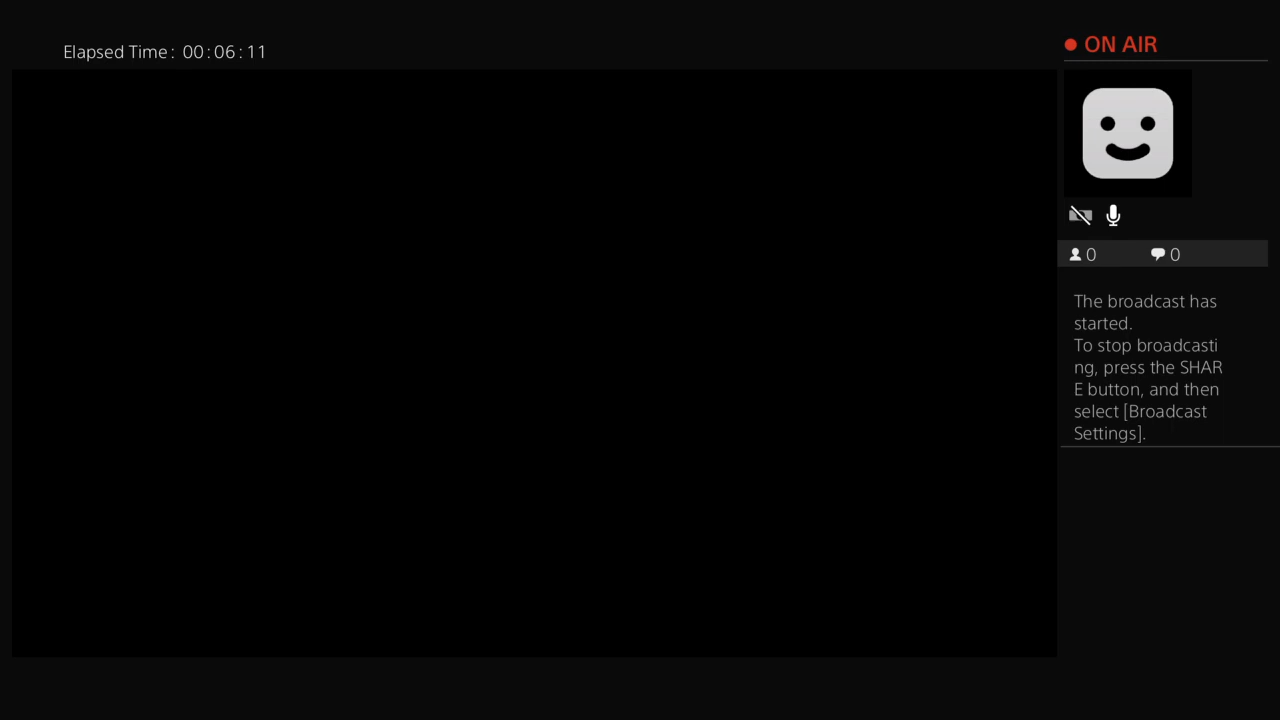 Elapsed Time: 00:06:11
ON AIR
0 0
The broadcast has
started.
To stop broadcasti
ng, press the SHAR
E button, and then
select [Broadcast
Settings].